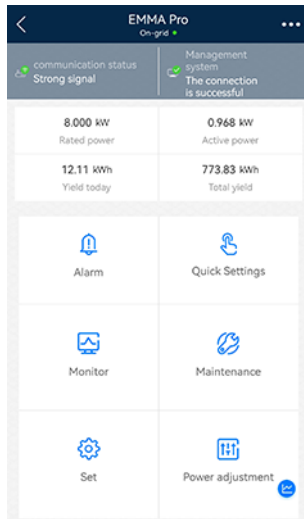 EMMA Pro
On-grid
communication status
Strong signal
Management
system
The connection
is successful
8.000 kW
Rated power
0.968 kW
Active power
12.11 kWh
Yield today
773.83 kWh
Total yield
Alarm
Quick Settings
Monitor
Maintenance
Set
Power adjustment